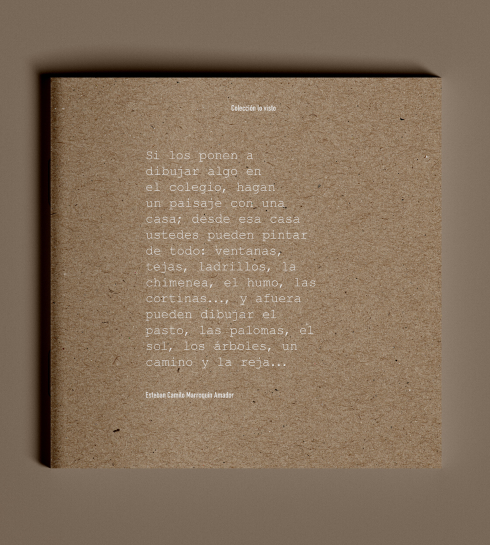 Colección lo visto
Si los ponen a
dibujar algo en
el colegio, hagan
un paisaje con una
casa; desde esa casa
ustedes pueden pintar
de todo: ventanas,
tejas, ladrillos, la
chimenea, el humo, las
cortinas..., y afuera
pueden dibujar el
pasto, las palomas, el
sol, los árboles, un
camino y la reja...
Esteban Camilo Marroquín Amador